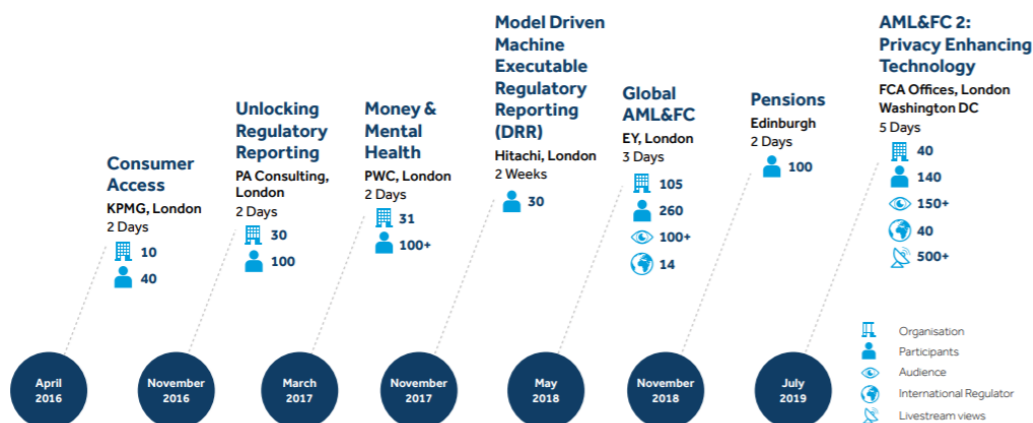 Consumer
Access
KPMG, London
2 Days
10
40
Unlocking
Regulatory
Reporting
PA Consulting,
London
2 Days
30
100
Money &
Mental
Health
PWC, London
2 Days
31
100+
Model Driven
Machine
Executable
Regulatory
Reporting
(DRR)
Hitachi, London
2 Weeks
30
Global
AML&FC
EY, London
3 Days
105
260
100+
14
Pensions
Edinburgh
2 Days
100
AML&FC 2:
Privacy Enhancing
Technology
FCA Offices, London
Washington DC
5 Days
40
140
150+
40
500+
April
2016
November
2016
March
2017
November
2017
May
2018
November
2018
July
2019
Organisation
Participants
Audience
International Regulator
Livestream views